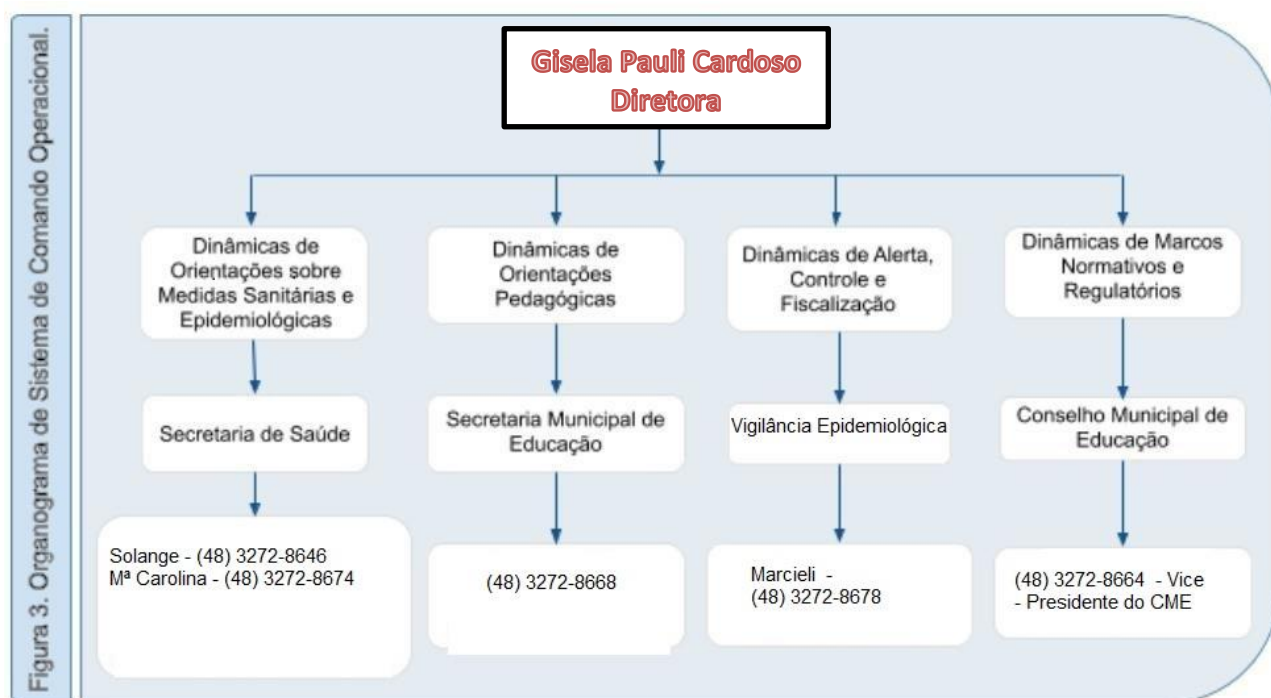 Figura 3. Organograma de Sistema de Comando Operacional.
Gisela Pauli Cardoso
Diretora
Dinâmicas de
Orientações sobre
Medidas Sanitárias e
Epidemiológicas
Dinâmicas de
Orientações
Pedagógicas
Dinâmicas de Alerta,
Controle e
Fiscalização
Dinâmicas de Marcos
Normativos e
Regulatórios
Secretaria de Saúde
Secretaria Municipal de
Educação
Vigilância Epidemiológica
Conselho Municipal de
Educação
Solange - (48) 3272-8646
Mª Carolina - (48) 3272-8674
(48) 3272-8668
Marcieli -
(48) 3272-8678
(48) 3272-8664 - Vice
- Presidente do CME